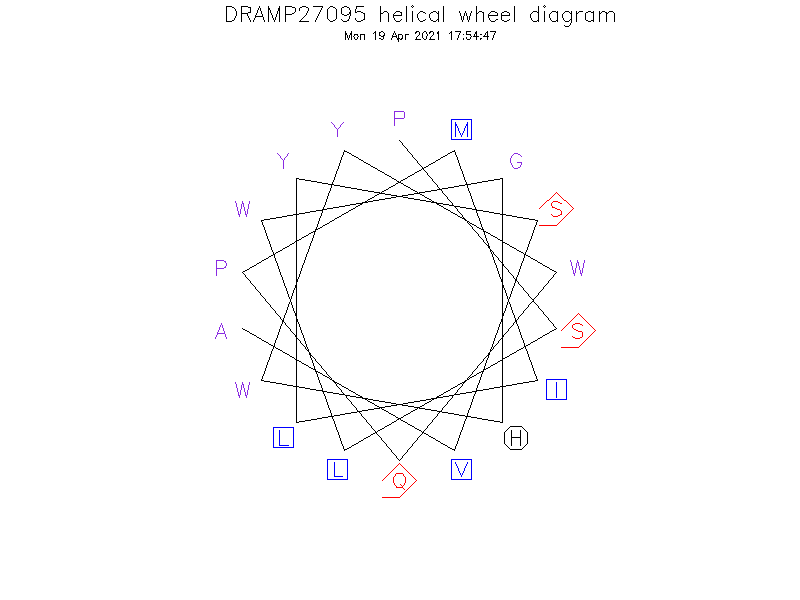 DRAMP27095 helical wheel diagram
Mon 19 Apr 2021 17:54:47
P
Y M
Y G
W S
P W
A S
W I
L H
L V
Q